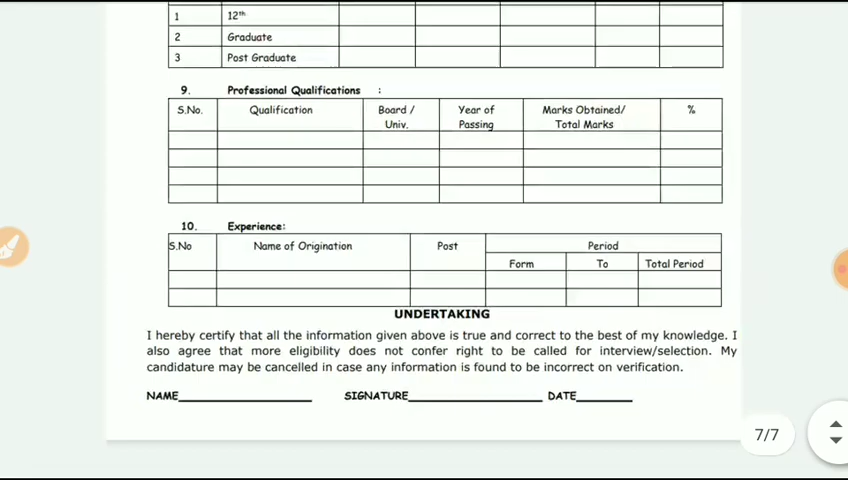 1 12th
2 Graduate
3 Post Graduate
9. Professional Qualifications :
S.No. Qualification Board / Univ. Year of Passing Marks Obtained/ Total Marks %
10. Experience:
S.No Name of Origination Post Period
Form To Total Period
UNDERTAKING
I hereby certify that all the information given above is true and correct to the best of my knowledge. I
also agree that more eligibility does not confer right to be called for interview/selection. My
candidature may be cancelled in case any information is found to be incorrect on verification.
NAME____________________ SIGNATURE____________________ DATE________
7/7